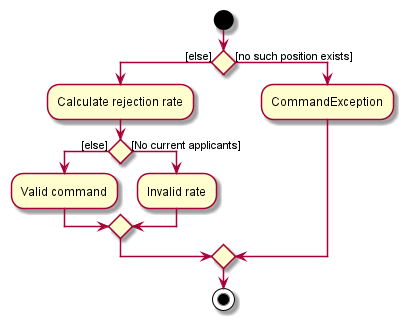 [else]
[no such position exists]
Calculate rejection rate
CommandException
[else]
[No current applicants]
Valid command
Invalid rate